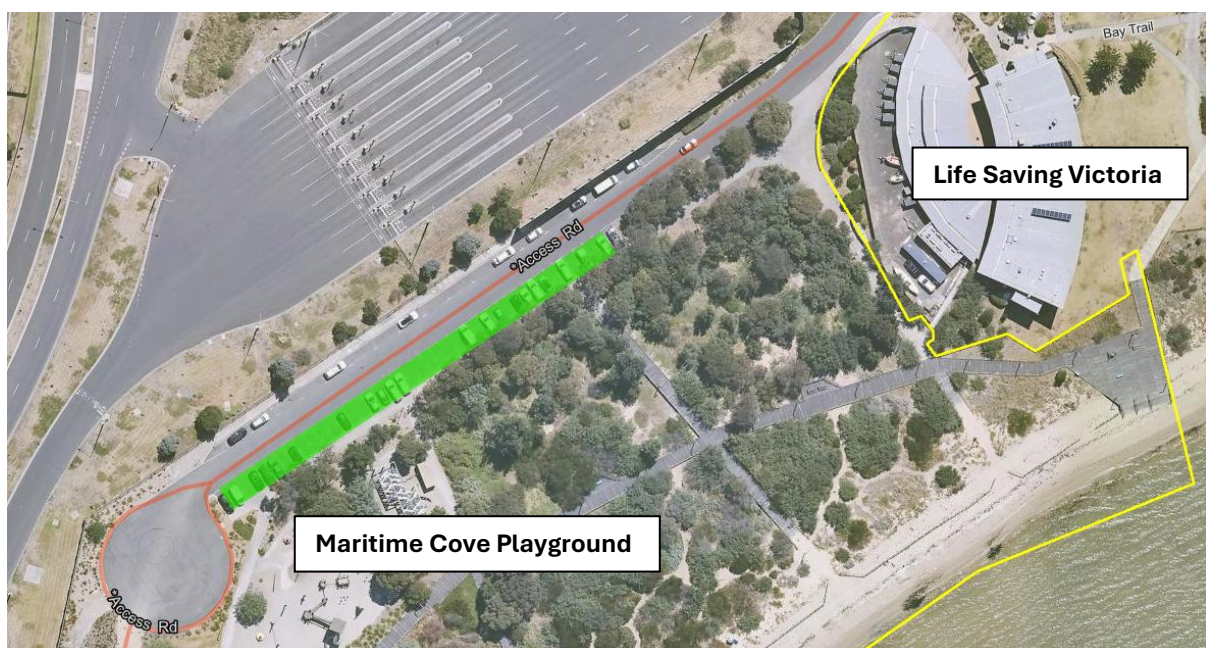 Bay Trail
Life Saving Victoria
*Access Rd
Maritime Cove Playground
*Access Rd